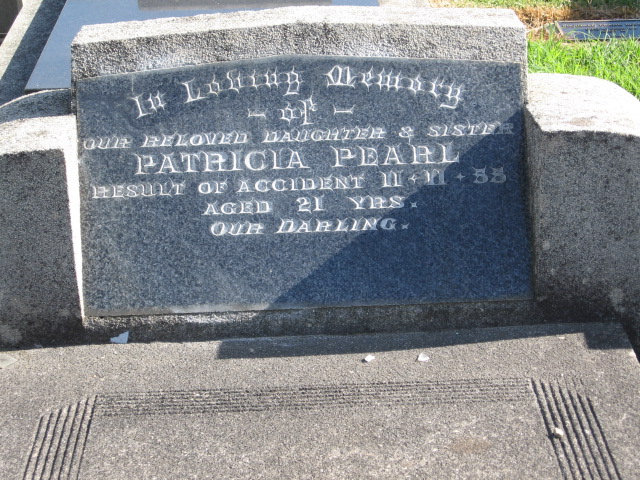 In Loving Memory
- of -
OUR BELOVED DAUGHTER & SISTER
PATRICIA PEARL
RESULT OF ACCIDENT 11 + 11 + 55
AGED 21 YRS.
OUR DARLING.